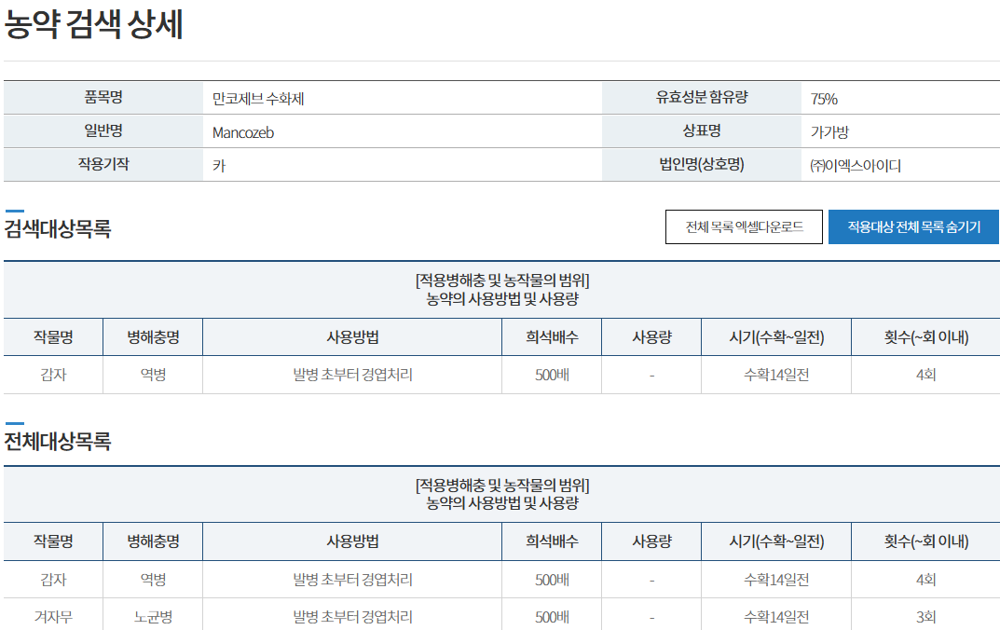 농약 검색 상세
품목명 만코제브 수화제 유효성분 함유량 75%
일반명 Mancozeb 상표명 가가방
작용기작 카 법인명(상호명) ㈜이엑스아이디
검색대상목록 전체 목록 엑셀다운로드 적용대상 전체 목록 숨기기
[적용병해충 및 농작물의 범위]
농약의 사용방법 및 사용량
작물명 병해충명 사용방법 희석배수 사용량 시기(수확~일전) 횟수(~회 이내)
감자 역병 발병 초부터 경엽처리 500배 - 수확14일전 4회
전체대상목록
[적용병해충 및 농작물의 범위]
농약의 사용방법 및 사용량
작물명 병해충명 사용방법 희석배수 사용량 시기(수확~일전) 횟수(~회 이내)
감자 역병 발병 초부터 경엽처리 500배 - 수확14일전 4회
겨자무 노균병 발병 초부터 경엽처리 500배 - 수확14일전 3회